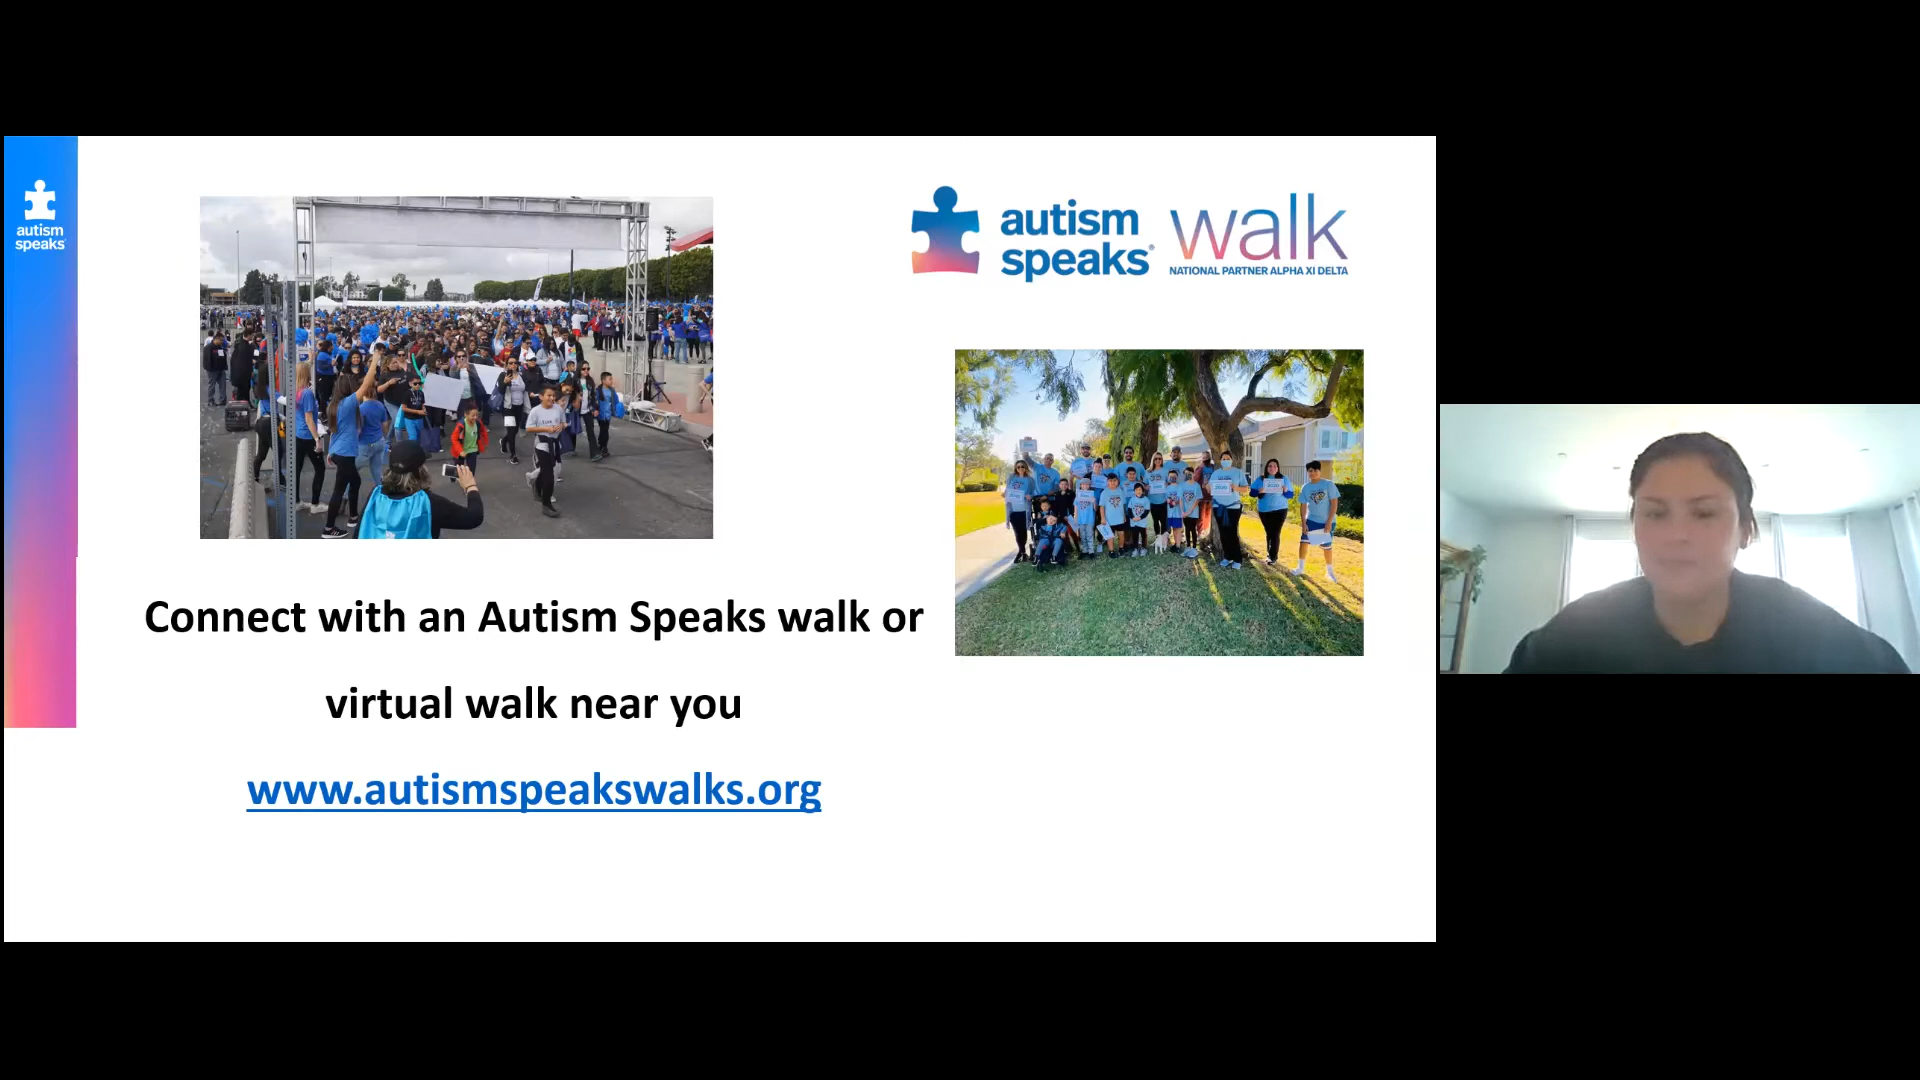 autism
speaks
autism
speaks®
walk
NATIONAL PARTNER ALPHA XI DELTA
Connect with an Autism Speaks walk or
virtual walk near you
www.autismspeakswalks.org